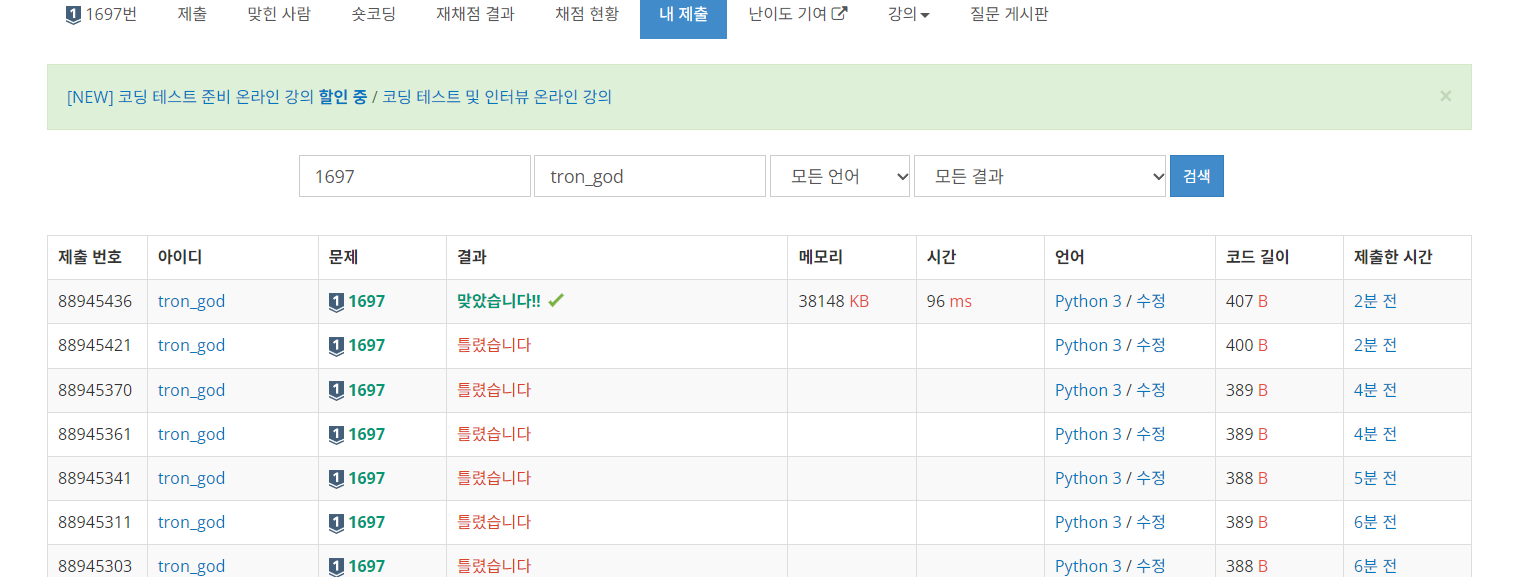 1 1697번 제출 맞힌 사람 숏코딩 재채점 결과 채점 현황 내 제출 난이도 기여 강의 질문 게시판
[NEW] 코딩 테스트 준비 온라인 강의 할인 중 / 코딩 테스트 및 인터뷰 온라인 강의 ×
1697 tron_god 모든 언어 모든 결과 검색
제출 번호 아이디 문제 결과 메모리 시간 언어 코드 길이 제출한 시간
88945436 tron_god 1 1697 맞았습니다!! 38148 KB 96 ms Python 3 / 수정 407 B 2분 전
88945421 tron_god 1 1697 틀렸습니다 Python 3 / 수정 400 B 2분 전
88945370 tron_god 1 1697 틀렸습니다 Python 3 / 수정 389 B 4분 전
88945361 tron_god 1 1697 틀렸습니다 Python 3 / 수정 389 B 4분 전
88945341 tron_god 1 1697 틀렸습니다 Python 3 / 수정 388 B 5분 전
88945311 tron_god 1 1697 틀렸습니다 Python 3 / 수정 389 B 6분 전
88945303 tron_god 1 1697 틀렸습니다 Python 3 / 수정 388 B 6분 전